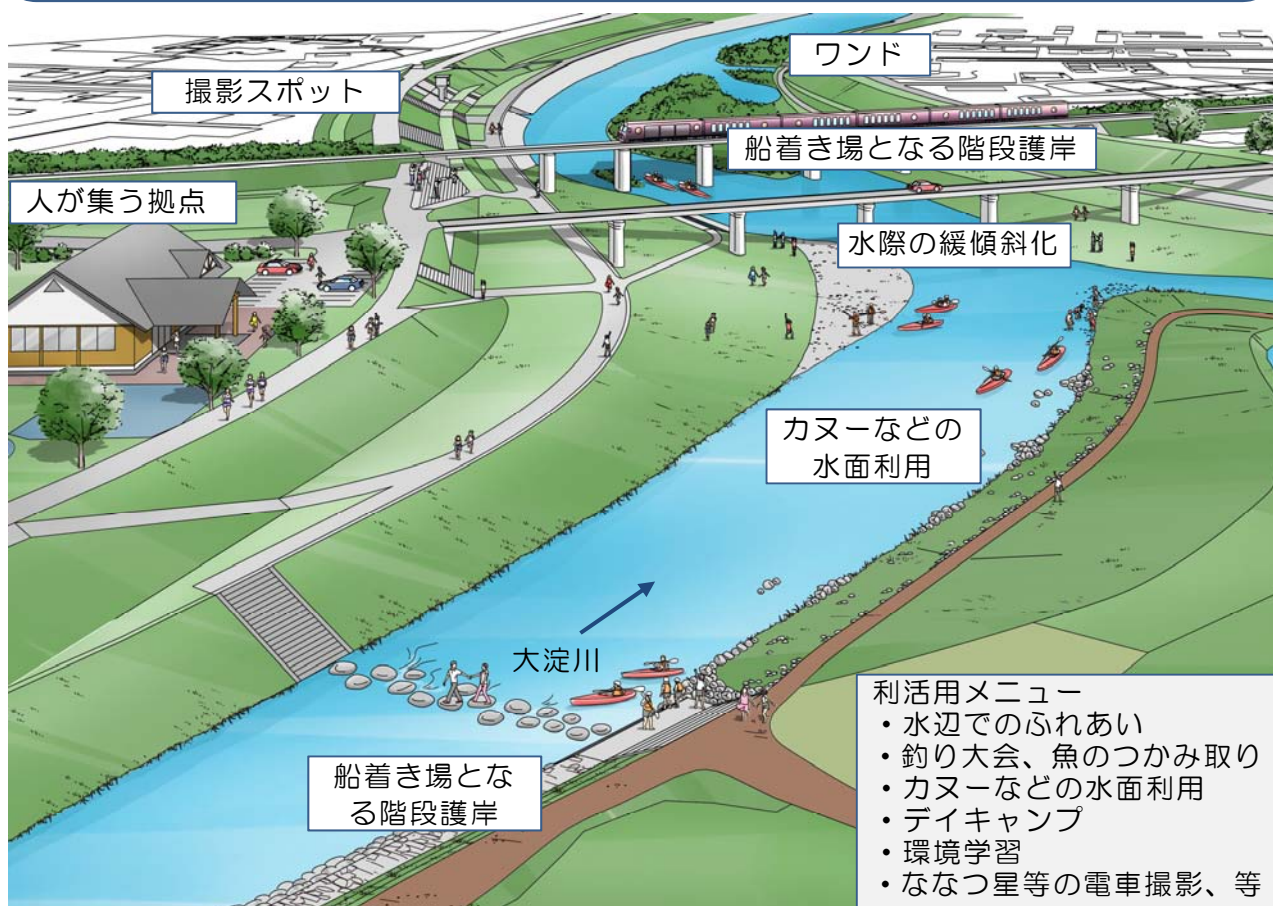 ワンド
撮影スポット
船着き場となる階段護岸
人が集う拠点
水際の緩傾斜化
カヌーなどの
水面利用
大淀川
船着き場とな
る階段護岸
利活用メニュー
・水辺でのふれあい
・釣り大会、魚のつかみ取り
・カヌーなどの水面利用
・デイキャンプ
・環境学習
・ななつ星等の電車撮影、等